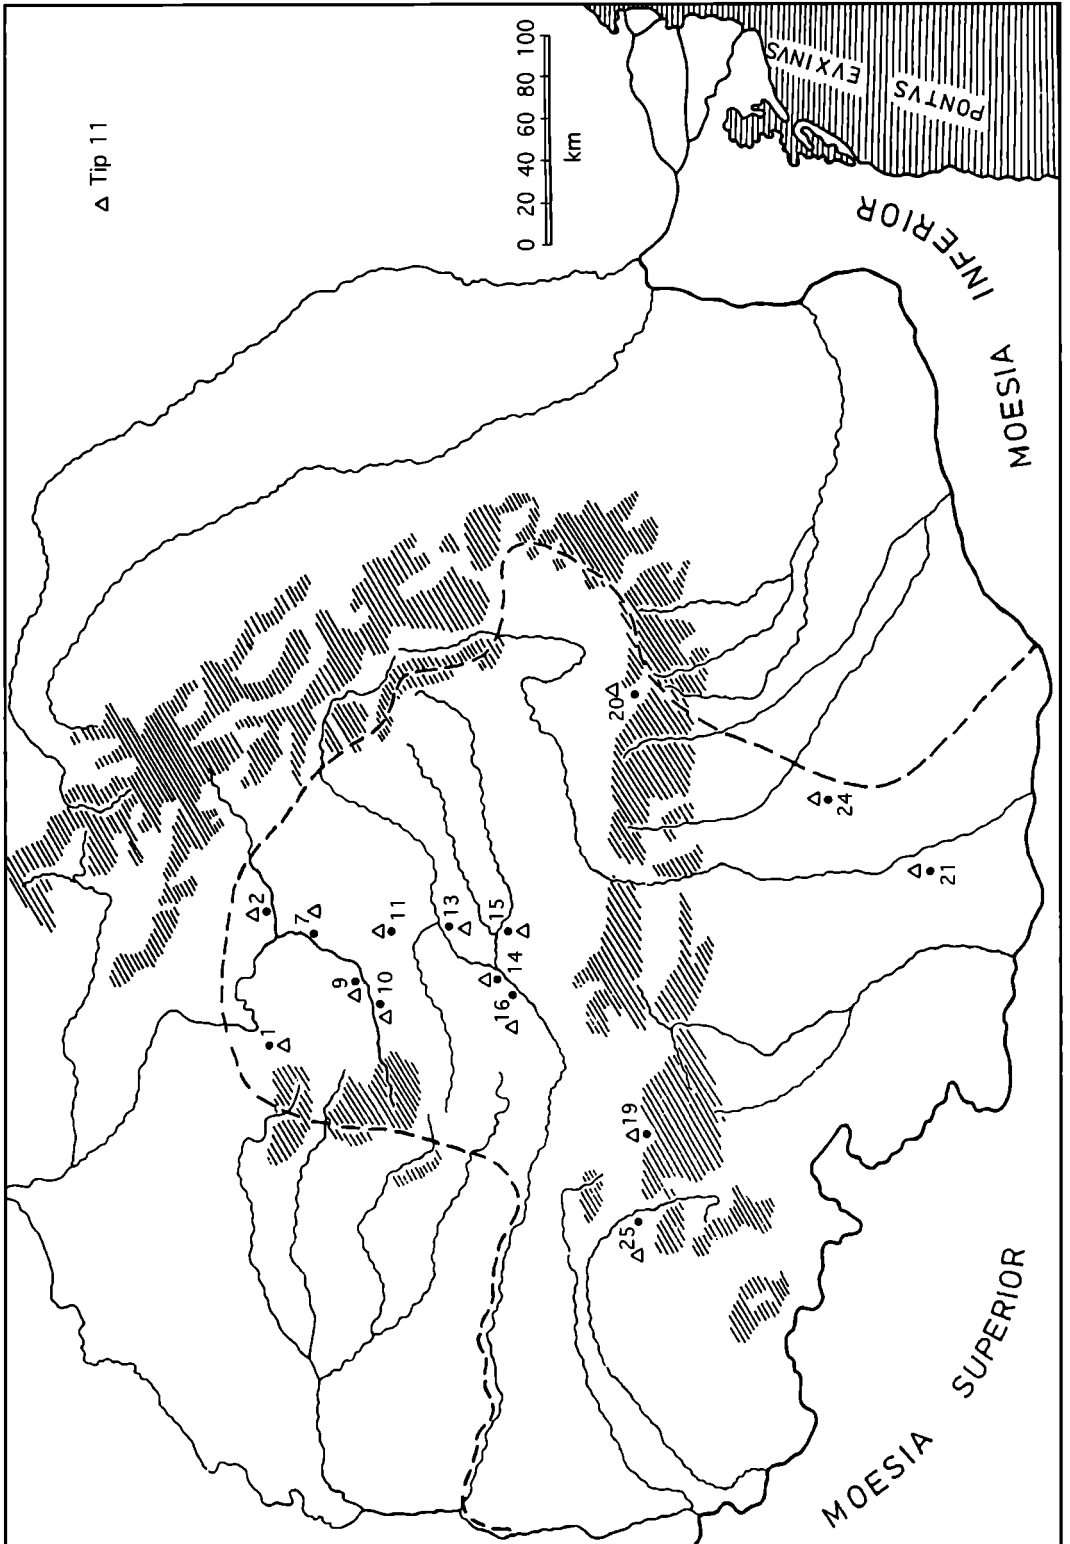 △ Tip 11
0 20 40 60 80 100
km
PONTVS
EVXINVS
MOESIA INFERIOR
MOESIA SUPERIOR
1
2
7
9
10
11
13
15
14
16
19
20
25
24
21